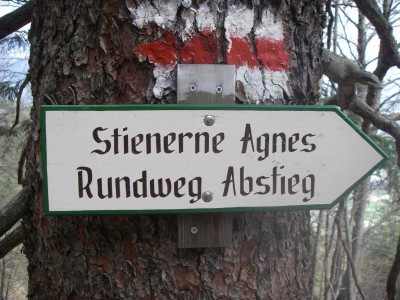 Stienerne Agnes
Rundweg Abstieg